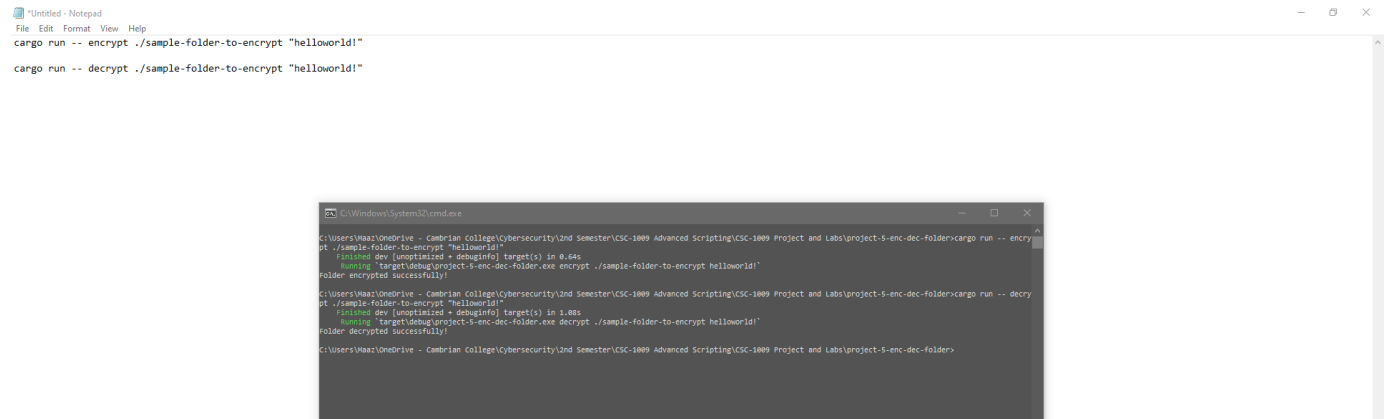 *Untitled - Notepad
File Edit Format View Help
cargo run -- encrypt ./sample-folder-to-encrypt "helloworld!"
cargo run -- decrypt ./sample-folder-to-encrypt "helloworld!"
C:\Windows\System32\cmd.exe
C:\Users\Maaz\OneDrive - Cambrian College\Cybersecurity\2nd Semester\CSC-1009 Advanced Scripting\CSC-1009 Project and Labs\project-5-enc-dec-folder>cargo run -- encry
pt ./sample-folder-to-encrypt "helloworld!"
Finished dev [unoptimized + debuginfo] target(s) in 0.64s
Running `target\debug\project-5-enc-dec-folder.exe encrypt ./sample-folder-to-encrypt helloworld!`
Folder encrypted successfully!
C:\Users\Maaz\OneDrive - Cambrian College\Cybersecurity\2nd Semester\CSC-1009 Advanced Scripting\CSC-1009 Project and Labs\project-5-enc-dec-folder>cargo run -- decry
pt ./sample-folder-to-encrypt "helloworld!"
Finished dev [unoptimized + debuginfo] target(s) in 1.08s
Running `target\debug\project-5-enc-dec-folder.exe decrypt ./sample-folder-to-encrypt helloworld!`
Folder decrypted successfully!
C:\Users\Maaz\OneDrive - Cambrian College\Cybersecurity\2nd Semester\CSC-1009 Advanced Scripting\CSC-1009 Project and Labs\project-5-enc-dec-folder>